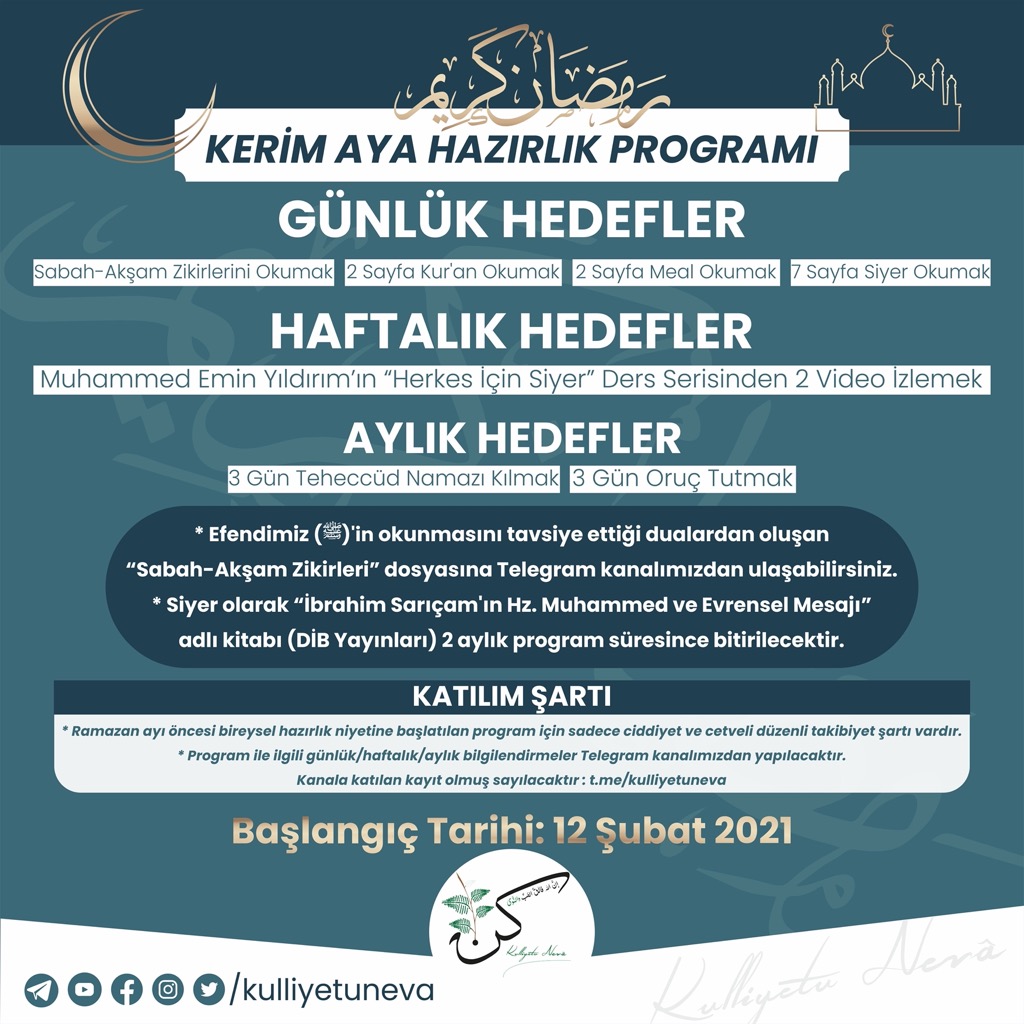 رمضان كريم
KERİM AYA HAZIRLIK PROGRAMI
GÜNLÜK HEDEFLER
Sabah-Akşam Zikirlerini Okumak 2 Sayfa Kur'an Okumak 2 Sayfa Meal Okumak 7 Sayfa Siyer Okumak
HAFTALIK HEDEFLER
Muhammed Emin Yıldırım’ın “Herkes İçin Siyer” Ders Serisinden 2 Video İzlemek
AYLIK HEDEFLER
3 Gün Teheccüd Namazı Kılmak 3 Gün Oruç Tutmak
* Efendimiz (ﷺ)'in okunmasını tavsiye ettiği dualardan oluşan
“Sabah-Akşam Zikirleri” dosyasına Telegram kanalımızdan ulaşabilirsiniz.
* Siyer olarak “İbrahim Sarıçam'ın Hz. Muhammed ve Evrensel Mesajı”
adlı kitabı (DİB Yayınları) 2 aylık program süresince bitirilecektir.
KATILIM ŞARTI
* Ramazan ayı öncesi bireysel hazırlık niyetine başlatılan program için sadece ciddiyet ve cetveli düzenli takibiyet şartı vardır.
* Program ile ilgili günlük/haftalık/aylık bilgilendirmeler Telegram kanalımızdan yapılacaktır.
Kanala katılan kayıt olmuş sayılacaktır : t.me/kulliyetuneva
Başlangıç Tarihi: 12 Şubat 2021
إن الله فالق الحب والنوى
كن
Kulliyetu Nevâ
/kulliyetuneva
Kulliyetu Nevâ